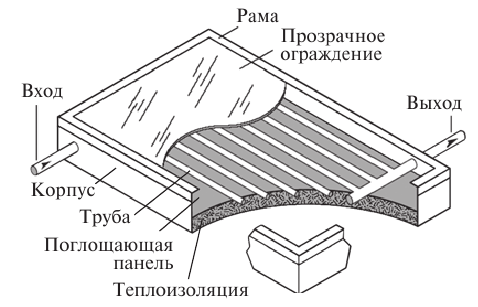 Рама
Прозрачное
ограждение
Вход
Выход
Корпус
Труба
Поглощающая
панель
Теплоизоляция